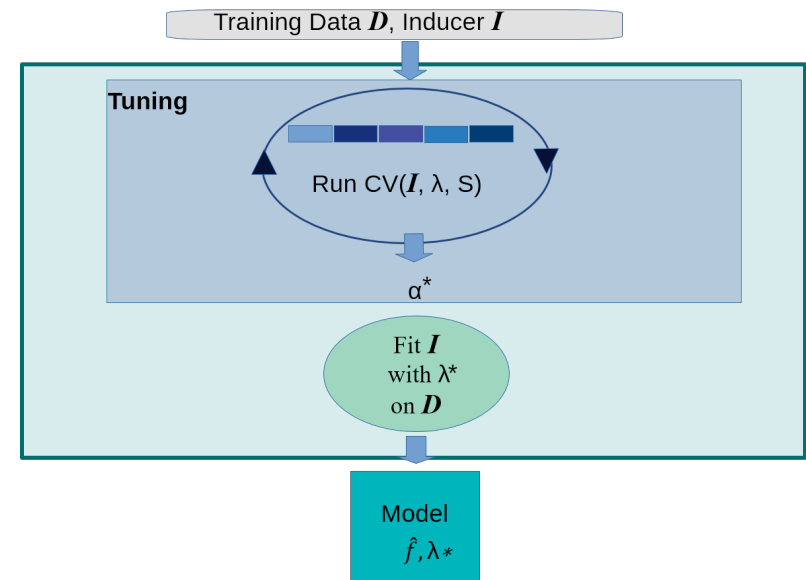 Training Data D, Inducer I
Tuning
Run CV(I, λ, S)
α*
Fit I
with λ*
on D
Model
f̂, λ*